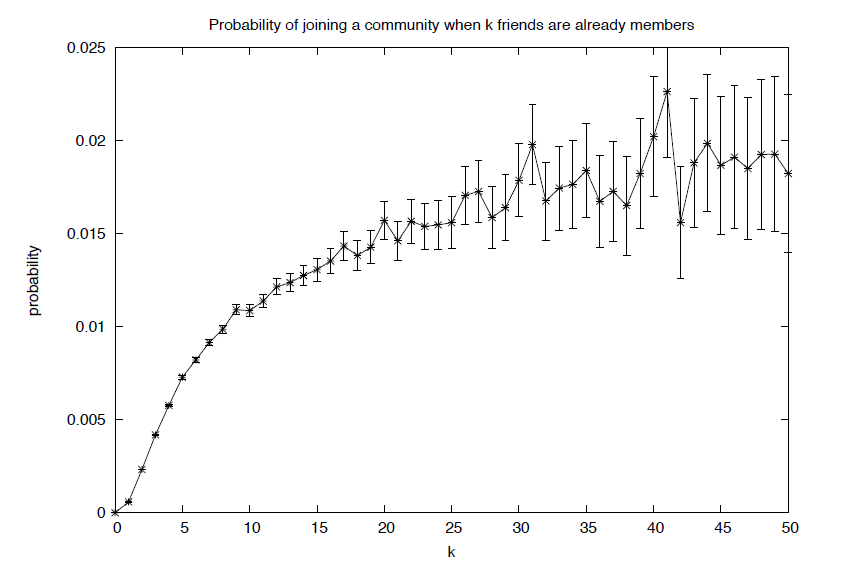 Probability of joining a community when k friends are already members
0.025
0.02
0.015
0.01
0.005
0
probability
0 5 10 15 20 25 30 35 40 45 50
k